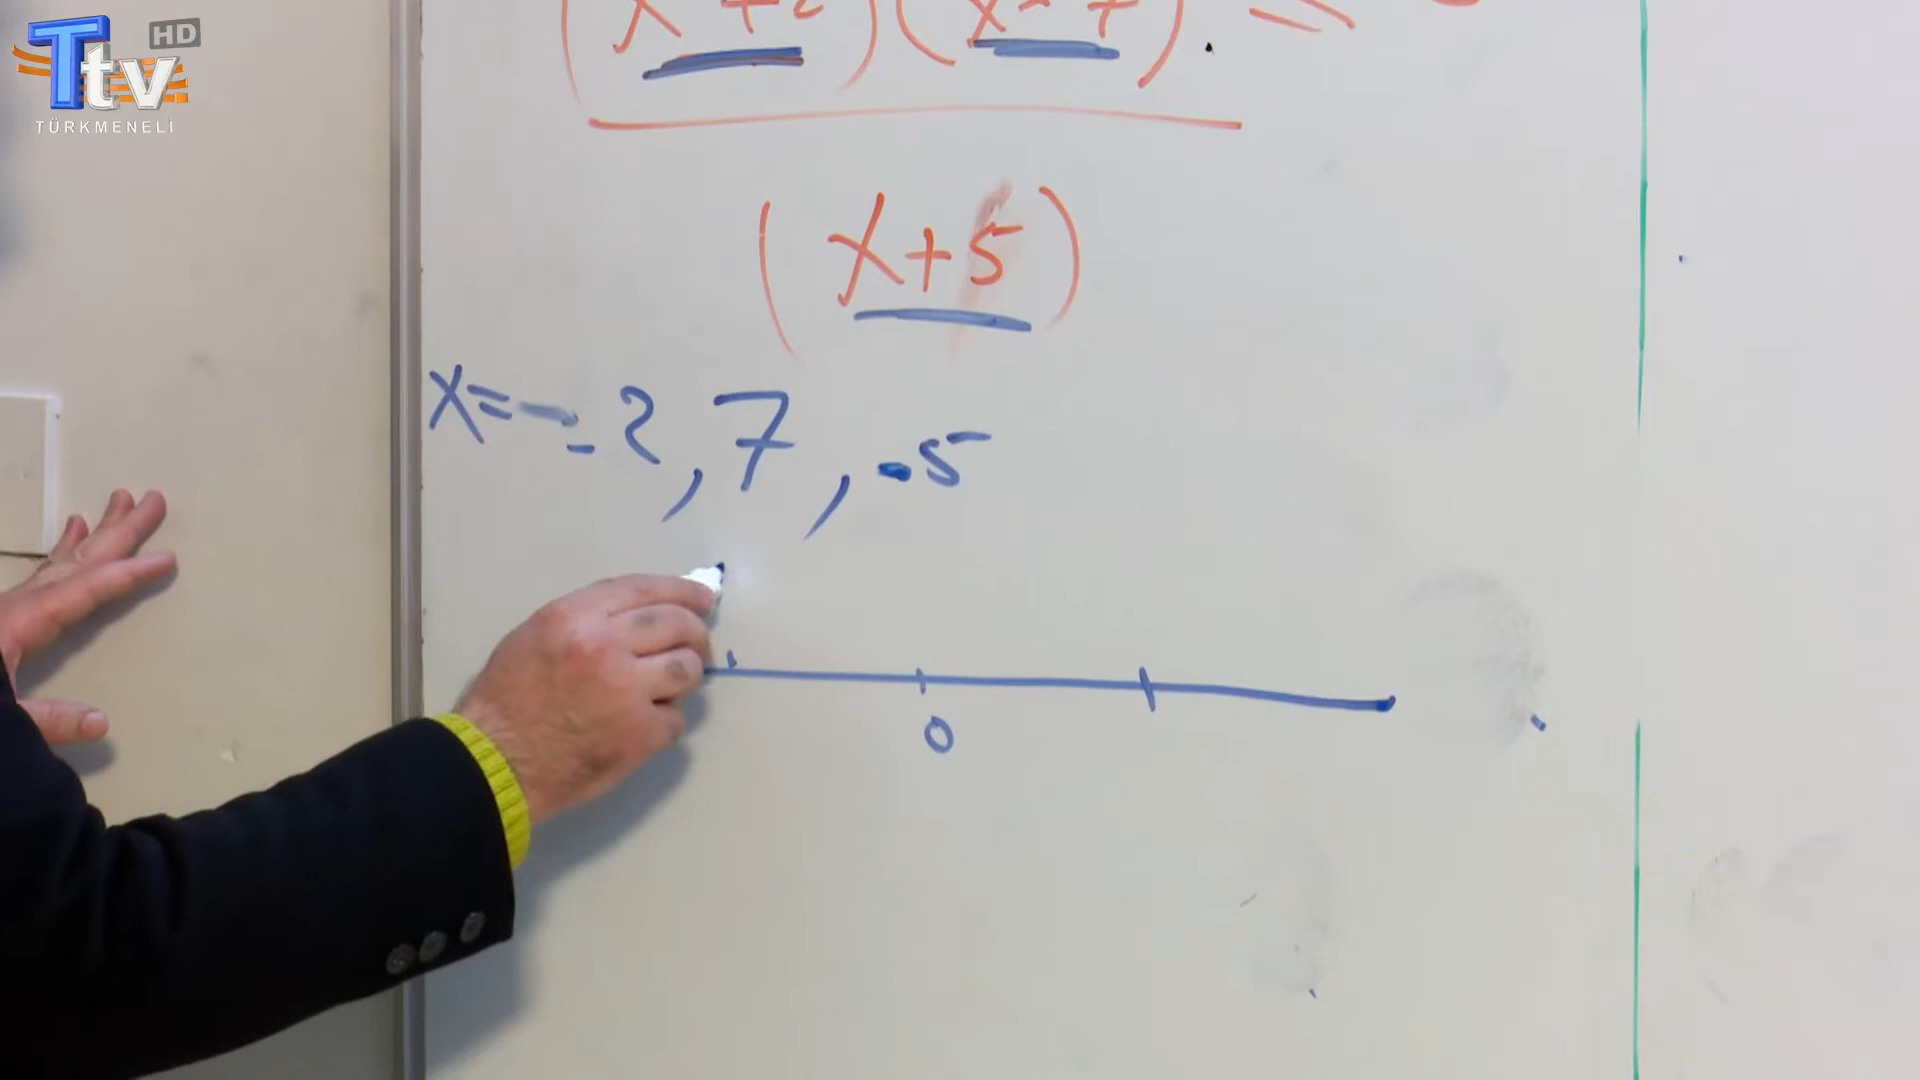 Ttv HD
TÜRKMENELİ
(x+5)
x=-2, 7, -5
0